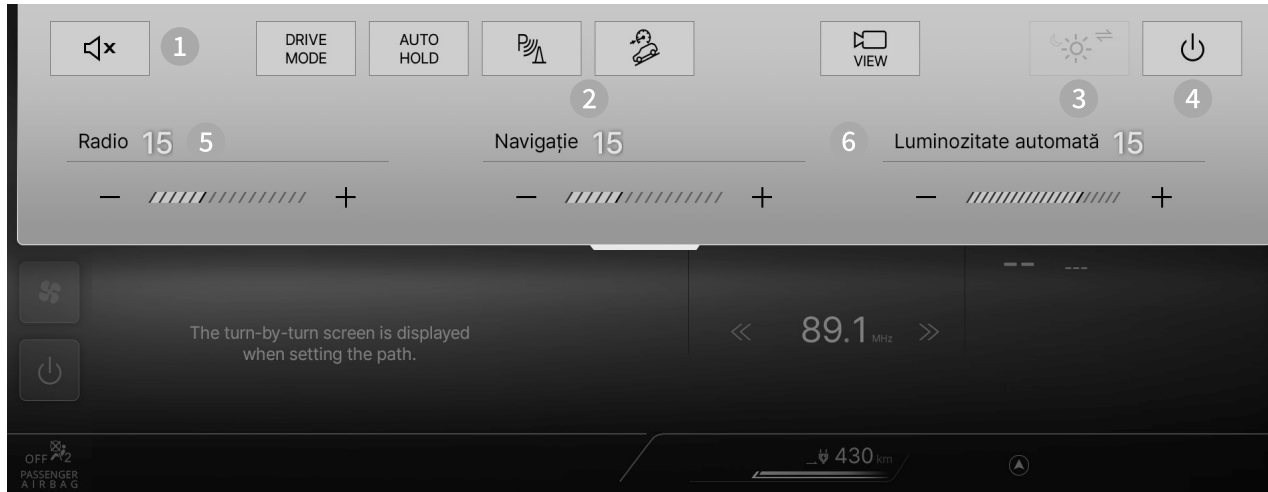 1
DRIVE
MODE
AUTO
HOLD
P
VIEW
2
3
4
Radio 15 5
Navigație 15
6 Luminozitate automată 15
-- ---
The turn-by-turn screen is displayed
when setting the path.
89.1 MHz
OFF 2
PASSENGER
AIRBAG
430 km